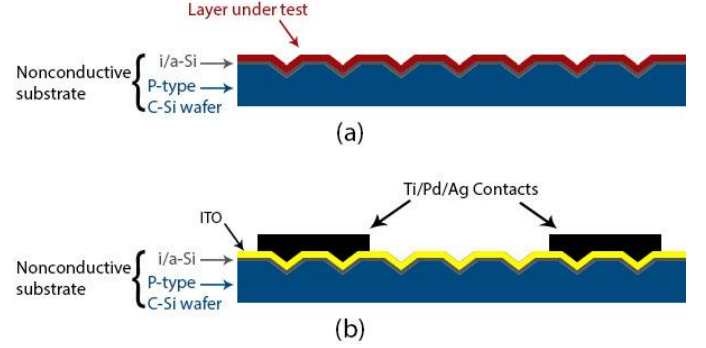 Layer under test
i/a-Si
Nonconductive
substrate
P-type
C-Si wafer
(a)
Ti/Pd/Ag Contacts
ITO
i/a-Si
Nonconductive
substrate
P-type
C-Si wafer
(b)